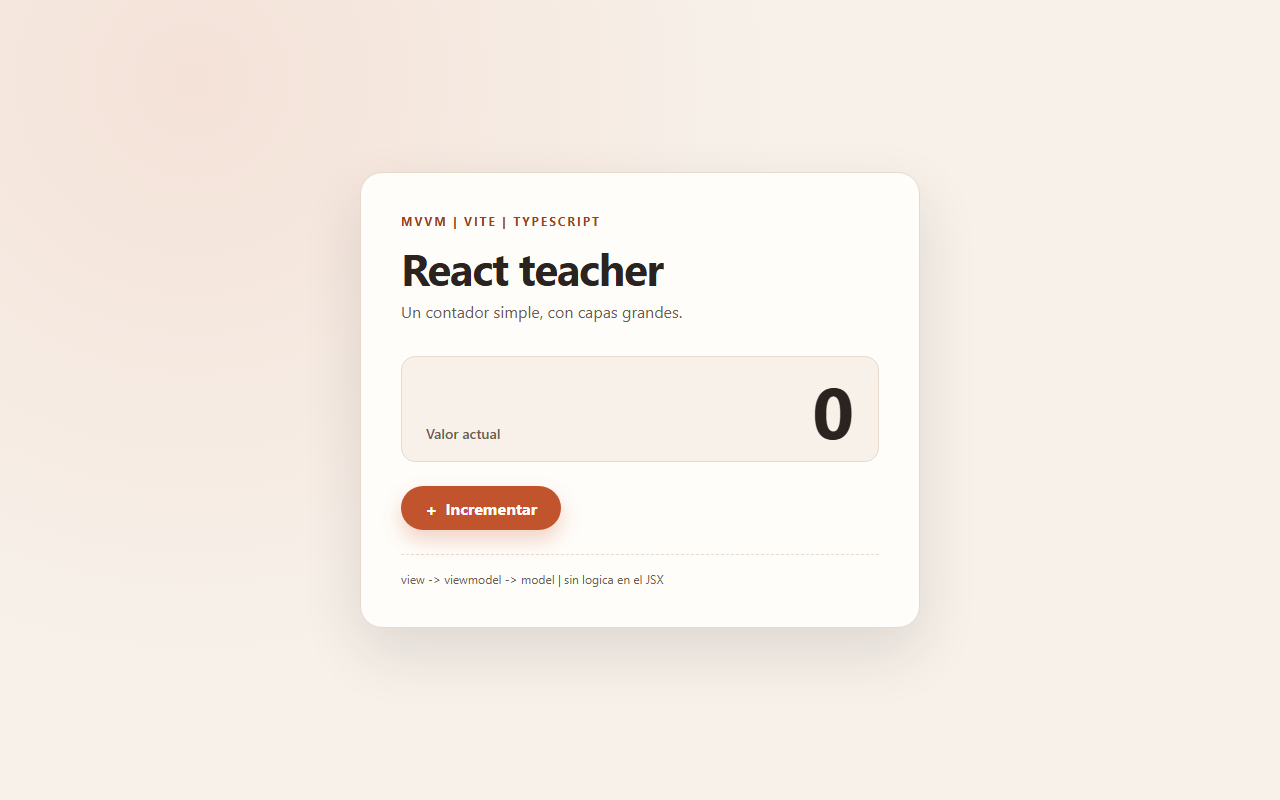 MVVM | VITE | TYPESCRIPT
React teacher
Un contador simple, con capas grandes.
Valor actual
0
+ Incrementar
view -> viewmodel -> model | sin logica en el JSX